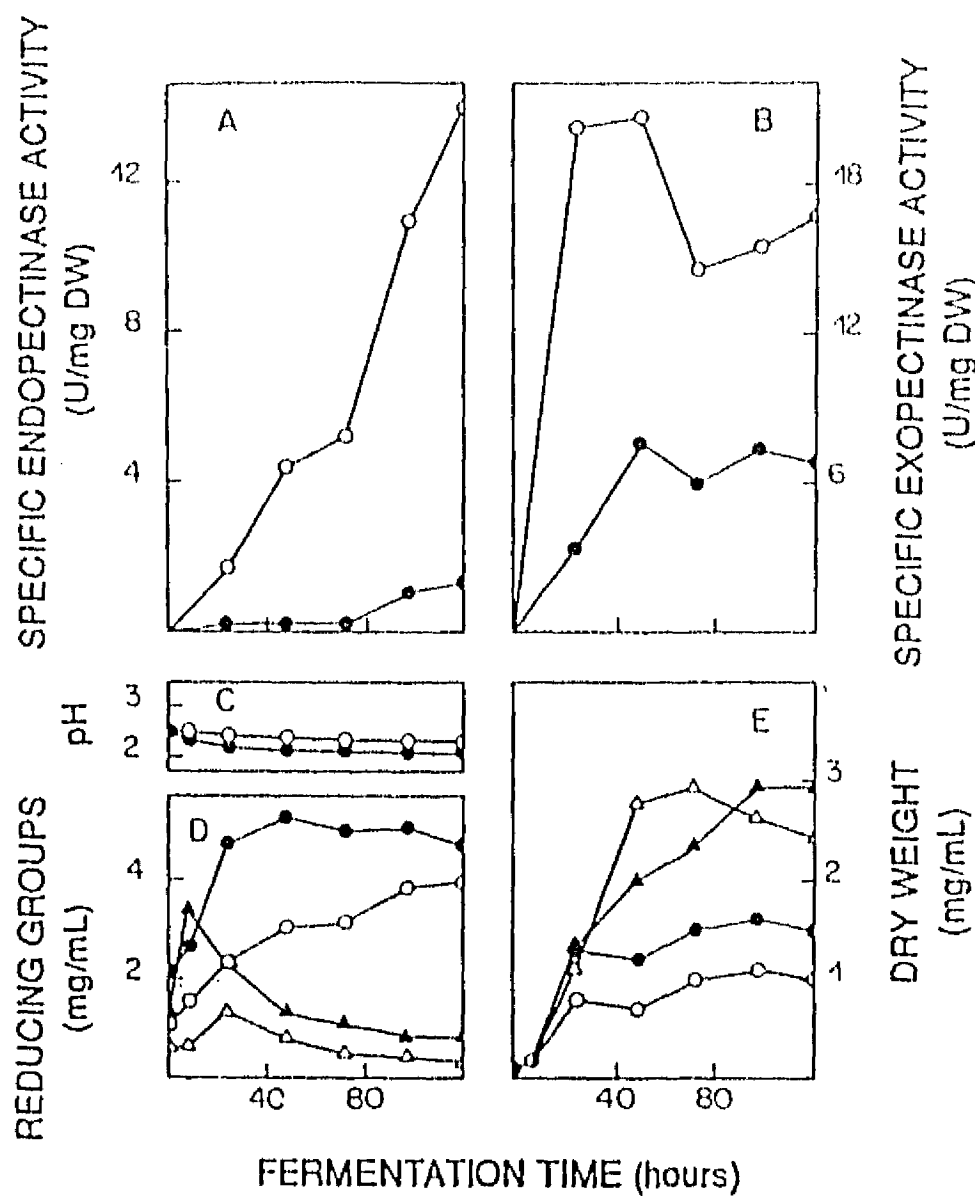 SPECIFIC ENDOPECTINASE ACTIVITY
(U/mg DW)
12
8
4
A
B
18
12
6
SPECIFIC EXOPECTINASE ACTIVITY
(U/mg DW)
pH
3
2
C
REDUCING GROUPS
(mg/mL)
4
2
D
40
80
E
3
2
1
DRY WEIGHT
(mg/mL)
40
80
FERMENTATION TIME (hours)